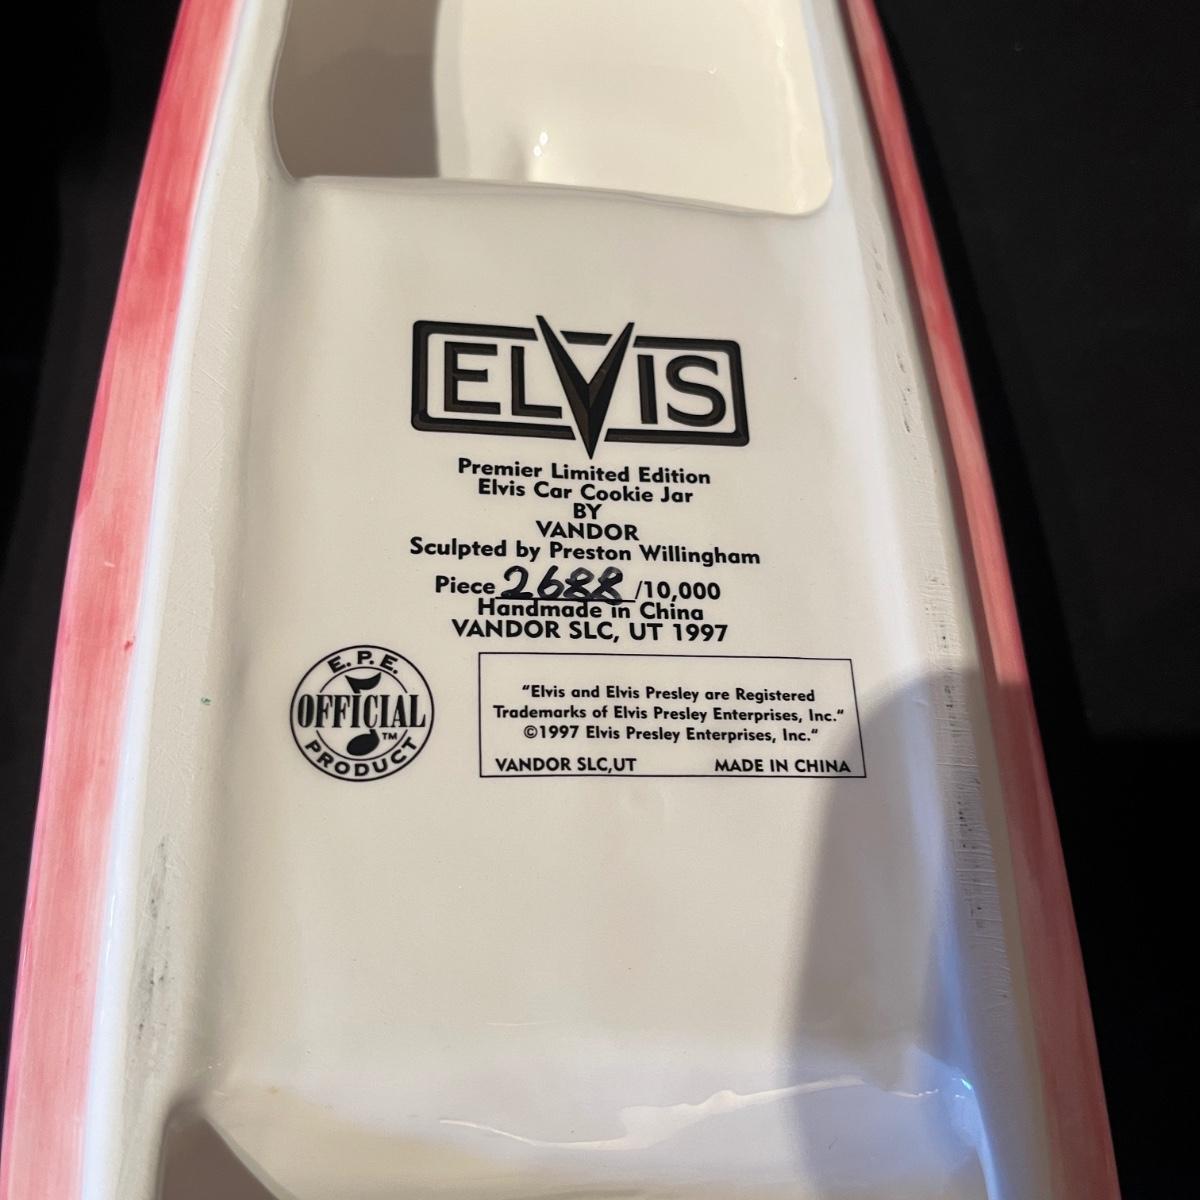 ELVIS
Premier Limited Edition
Elvis Car Cookie Jar
BY
VANDOR
Sculpted by Preston Willingham
Piece 2688 /10,000
Handmade in China
VANDOR SLC, UT 1997
E. P. E.
OFFICIAL
TM
PRODUCT
"Elvis and Elvis Presley are Registered
Trademarks of Elvis Presley Enterprises, Inc."
©1997 Elvis Presley Enterprises, Inc."
VANDOR SLC,UT MADE IN CHINA